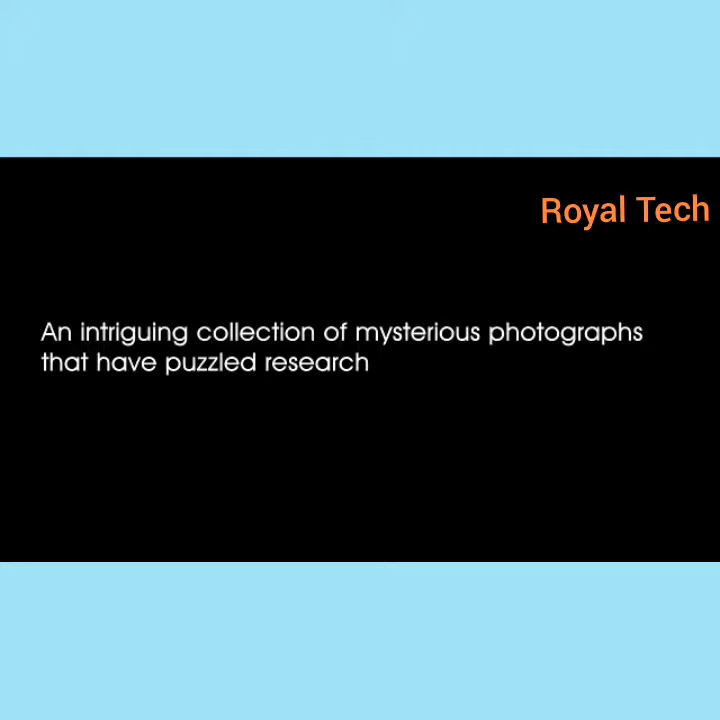 Royal Tech
An intriguing collection of mysterious photographs
that have puzzled research